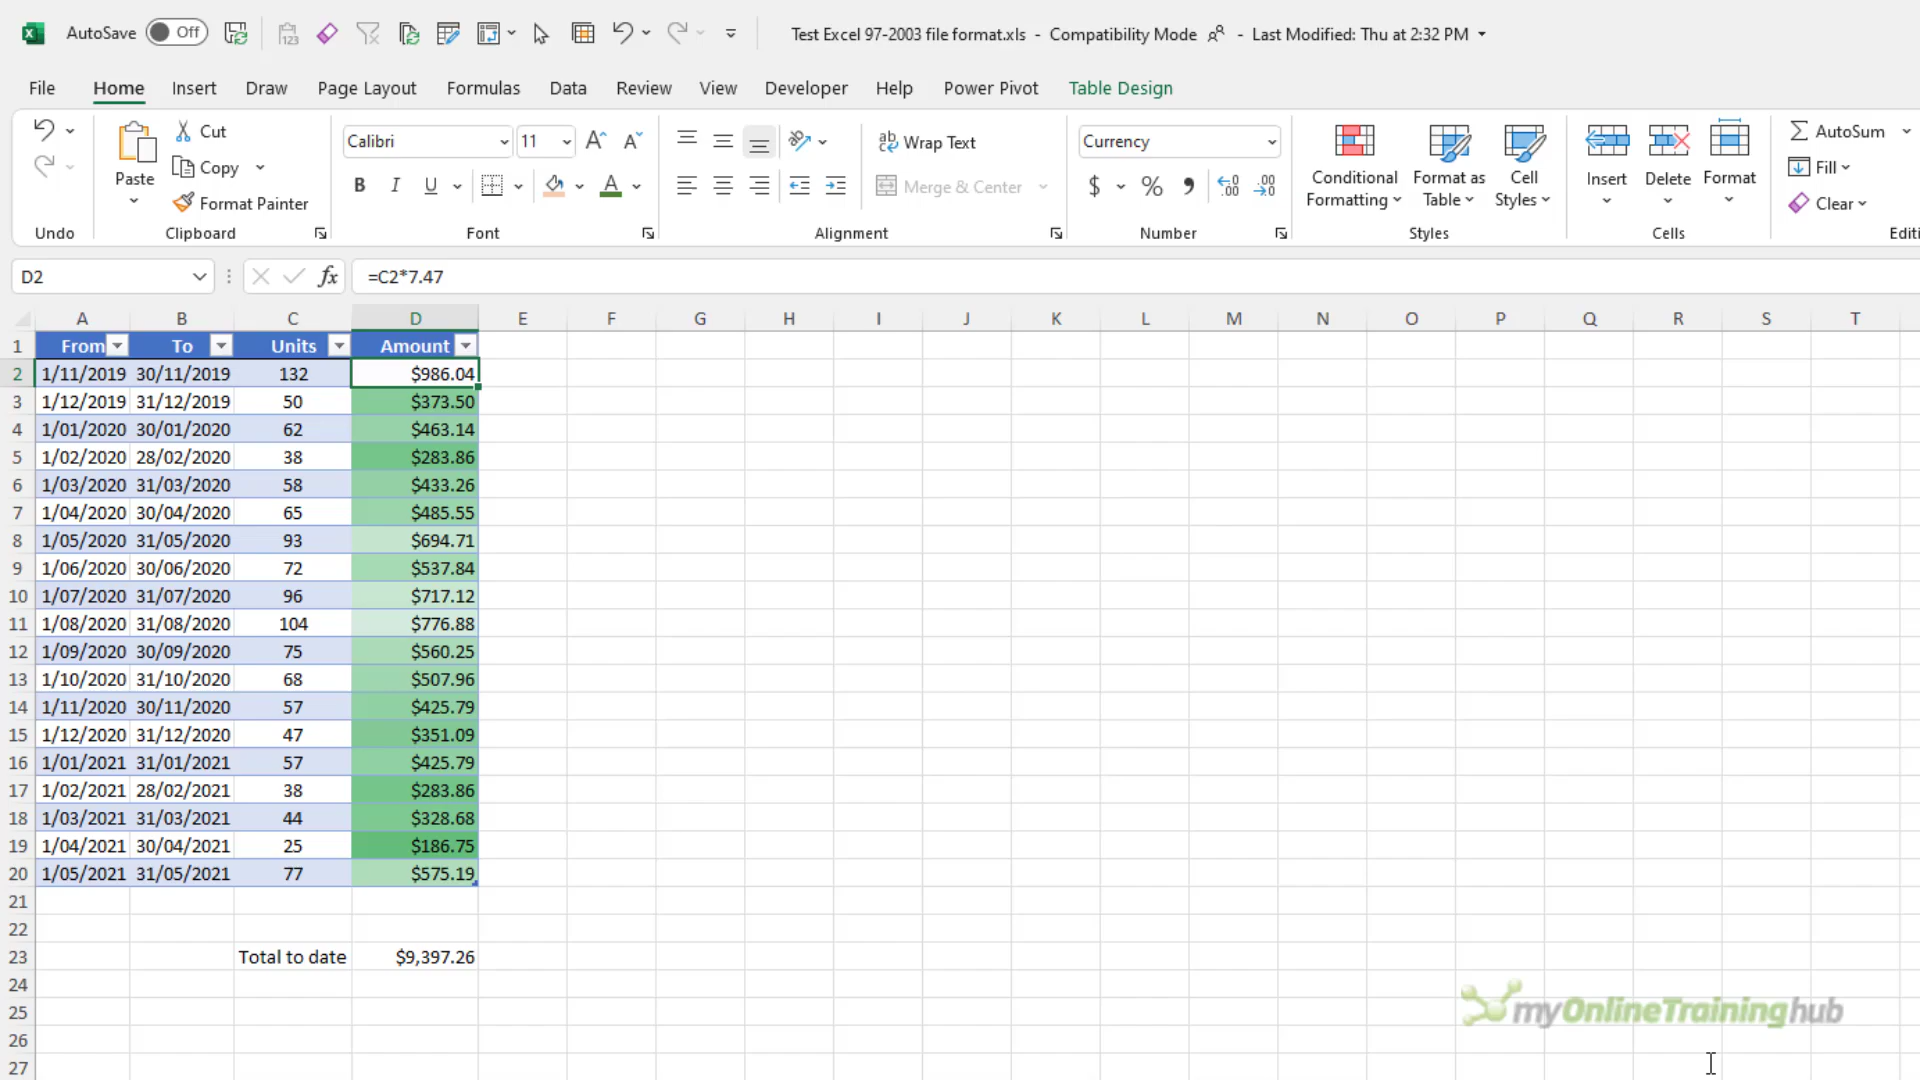 AutoSave Off Test Excel 97-2003 file format.xls - Compatibility Mode - Last Modified: Thu at 2:32 PM
File Home Insert Draw Page Layout Formulas Data Review View Developer Help Power Pivot Table Design
Paste
Cut
Copy
Format Painter
Calibri 11
B I U A
ab Wrap Text
Merge & Center
Currency
$ % 9 .00 .00
Conditional Formatting
Format as Table
Cell Styles
Insert Delete Format
AutoSum
Fill
Clear
Undo Clipboard Font Alignment Number Styles Cells Editi
D2 fx =C2*7.47
A B C D E F G H I J K L M N O P Q R S T
1 From To Units Amount
2 1/11/2019 30/11/2019 132 $986.04
3 1/12/2019 31/12/2019 50 $373.50
4 1/01/2020 30/01/2020 62 $463.14
5 1/02/2020 28/02/2020 38 $283.86
6 1/03/2020 31/03/2020 58 $433.26
7 1/04/2020 30/04/2020 65 $485.55
8 1/05/2020 31/05/2020 93 $694.71
9 1/06/2020 30/06/2020 72 $537.84
10 1/07/2020 31/07/2020 96 $717.12
11 1/08/2020 31/08/2020 104 $776.88
12 1/09/2020 30/09/2020 75 $560.25
13 1/10/2020 31/10/2020 68 $507.96
14 1/11/2020 30/11/2020 57 $425.79
15 1/12/2020 31/12/2020 47 $351.09
16 1/01/2021 31/01/2021 57 $425.79
17 1/02/2021 28/02/2021 38 $283.86
18 1/03/2021 31/03/2021 44 $328.68
19 1/04/2021 30/04/2021 25 $186.75
20 1/05/2021 31/05/2021 77 $575.19
21
22
23 Total to date $9,397.26
24
25
26
27
myOnlineTraininghub